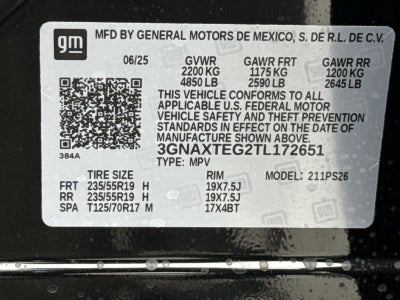 gm
MFD BY GENERAL MOTORS DE MEXICO, S. DE R.L. DE C.V.
06/25 GVWR GAWR FRT GAWR RR
2200 KG 1175 KG 1200 KG
4850 LB 2590 LB 2645 LB
THIS VEHICLE CONFORMS TO ALL
APPLICABLE U.S. FEDERAL MOTOR
VEHICLE SAFETY AND THEFT PREVENTION
STANDARDS IN EFFECT ON THE DATE OF
MANUFACTURE SHOWN ABOVE.
384A
3GNAXTEG2TL172651
TYPE: MPV
TIRE SIZE RIM MODEL: 211PS26
FRT 235/55R19 H 19X7.5J
RR 235/55R19 H 19X7.5J
SPA T125/70R17 M 17X4BT